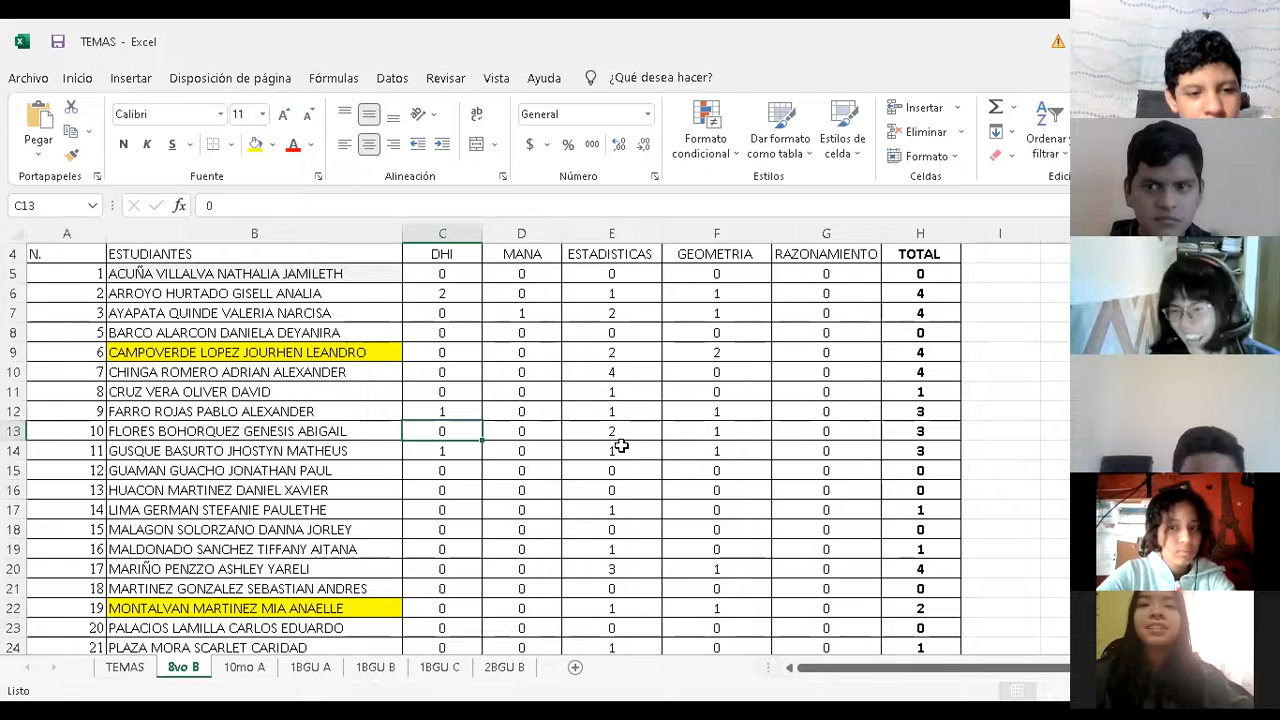 TEMAS - Excel
Archivo Inicio Insertar Disposición de página Fórmulas Datos Revisar Vista Ayuda ¿Qué desea hacer?
Pegar
Calibri 11 General
Formato condicional
Dar formato como tabla
Estilos de celda
Insertar
Eliminar
Formato
Ordenar
filtrar
N K S $ % 000
Portapapeles Fuente Alineación Número Estilos Celdas Edici
C13 0
A B C D E F G H I
4 N. ESTUDIANTES DHI MANA ESTADISTICAS GEOMETRIA RAZONAMIENTO TOTAL
5 1 ACUÑA VILLALVA NATHALIA JAMILETH 0 0 0 0 0 0
6 2 ARROYO HURTADO GISELL ANALIA 2 0 1 1 0 4
7 3 AYAPATA QUINDE VALERIA NARCISA 0 1 2 1 0 4
8 5 BARCO ALARCON DANIELA DEYANIRA 0 0 0 0 0 0
9 6 CAMPOVERDE LOPEZ JOURHEN LEANDRO 0 0 2 2 0 4
10 7 CHINGA ROMERO ADRIAN ALEXANDER 0 0 4 0 0 4
11 8 CRUZ VERA OLIVER DAVID 0 0 1 0 0 1
12 9 FARRO ROJAS PABLO ALEXANDER 1 0 1 1 0 3
13 10 FLORES BOHORQUEZ GENESIS ABIGAIL 0 0 2 1 0 3
14 11 GUSQUE BASURTO JHOSTYN MATHEUS 1 0 1 1 0 3
15 12 GUAMAN GUACHO JONATHAN PAUL 0 0 0 0 0 0
16 13 HUACON MARTINEZ DANIEL XAVIER 0 0 0 0 0 0
17 14 LIMA GERMAN STEFANIE PAULETHE 0 0 1 0 0 1
18 15 MALAGON SOLORZANO DANNA JORLEY 0 0 0 0 0 0
19 16 MALDONADO SANCHEZ TIFFANY AITANA 0 0 1 0 0 1
20 17 MARIÑO PENZZO ASHLEY YARELI 0 0 3 1 0 4
21 18 MARTINEZ GONZALEZ SEBASTIAN ANDRES 0 0 0 0 0 0
22 19 MONTALVAN MARTINEZ MIA ANAELLE 0 0 1 1 0 2
23 20 PALACIOS LAMILLA CARLOS EDUARDO 0 0 0 0 0 0
24 21 PLAZA MORA SCARLET CARIDAD 0 0 1 0 0 1
TEMAS 8vo B 10mo A 1BGU A 1BGU B 1BGU C 2BGU B
Listo